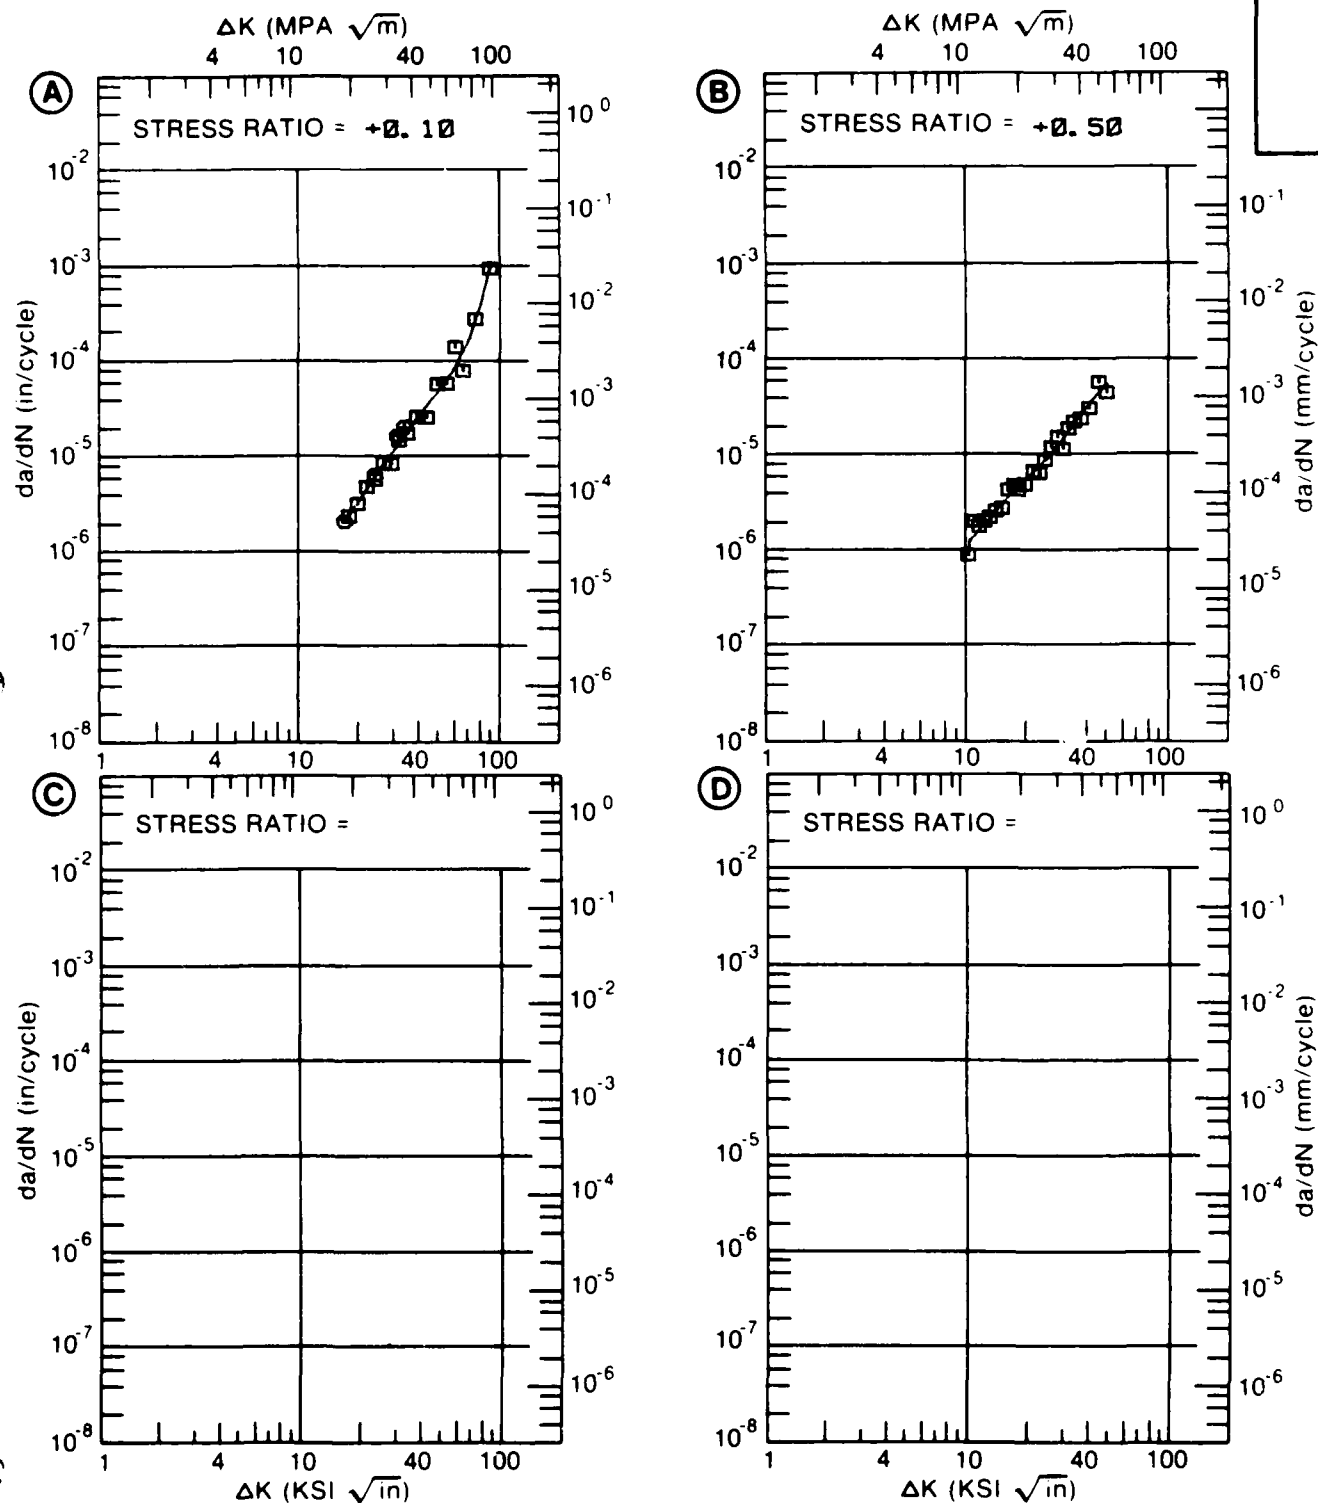 ΔK (MPA √m)
4 10 40 100
A
STRESS RATIO = +0.10
10^0
10^-2
10^-1
10^-3
10^-2
10^-4
10^-3
10^-5
10^-4
10^-6
10^-5
10^-7
10^-6
10^-8
1 4 10 40 100
da/dN (in/cycle)
ΔK (MPA √m)
4 10 40 100
B
STRESS RATIO = +0.50
10^-2
10^-1
10^-3
10^-2
10^-4
10^-3
10^-5
10^-4
10^-6
10^-5
10^-7
10^-6
10^-8
1 4 10 40 100
da/dN (mm/cycle)
C
STRESS RATIO =
10^0
10^-2
10^-1
10^-3
10^-2
10^-4
10^-3
10^-5
10^-4
10^-6
10^-5
10^-7
10^-6
10^-8
1 4 10 40 100
da/dN (in/cycle)
ΔK (KSI √in)
D
STRESS RATIO =
10^0
10^-2
10^-1
10^-3
10^-2
10^-4
10^-3
10^-5
10^-4
10^-6
10^-5
10^-7
10^-6
10^-8
1 4 10 40 100
da/dN (mm/cycle)
ΔK (KSI √in)